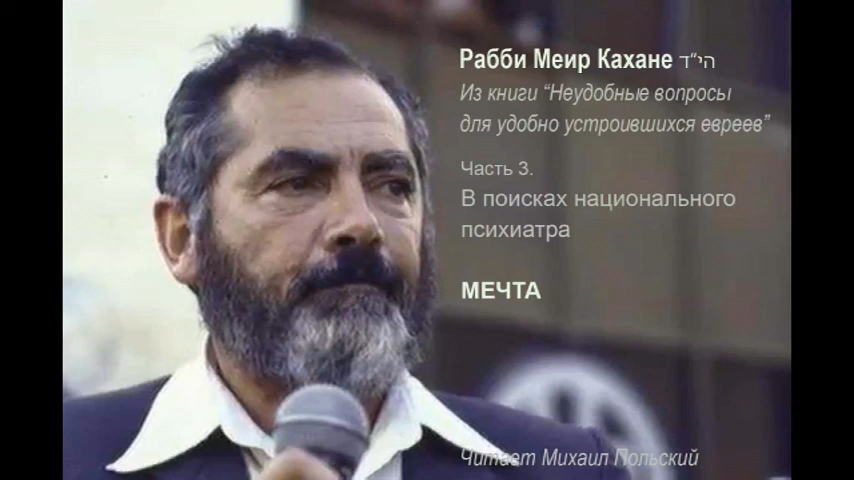 Рабби Меир Кахане הי״ד
Из книги “Неудобные вопросы
для удобно устроившихся евреев”
Часть 3.
В поисках национального
психиатра
МЕЧТА
Читает Михаил Польский